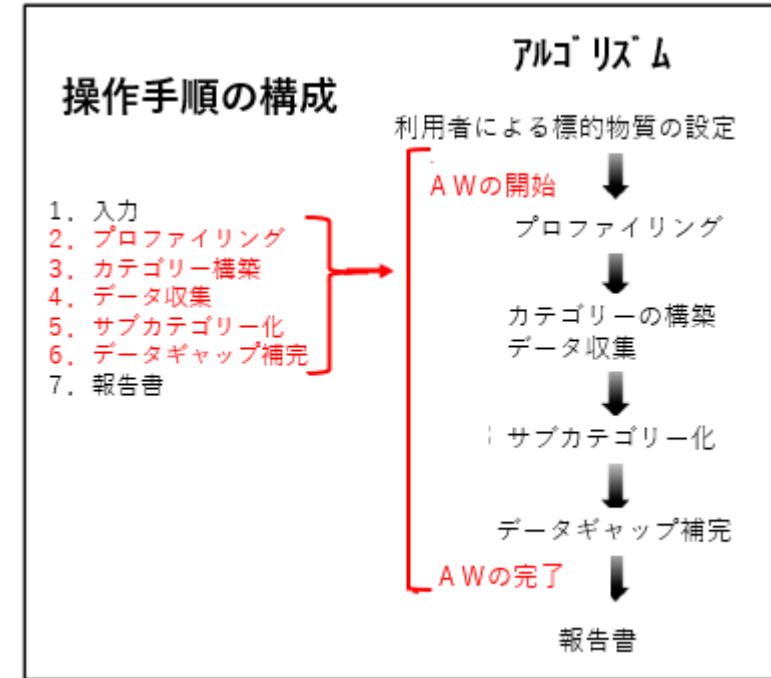 操作手順の構成
1. 入力
2. プロファイリング
3. カテゴリー構築
4. データ収集
5. サブカテゴリー化
6. データギャップ補完
7. 報告書
アルゴリズム
利用者による標的物質の設定
AWの開始
プロファイリング
カテゴリーの構築
データ収集
サブカテゴリー化
データギャップ補完
AWの完了
報告書